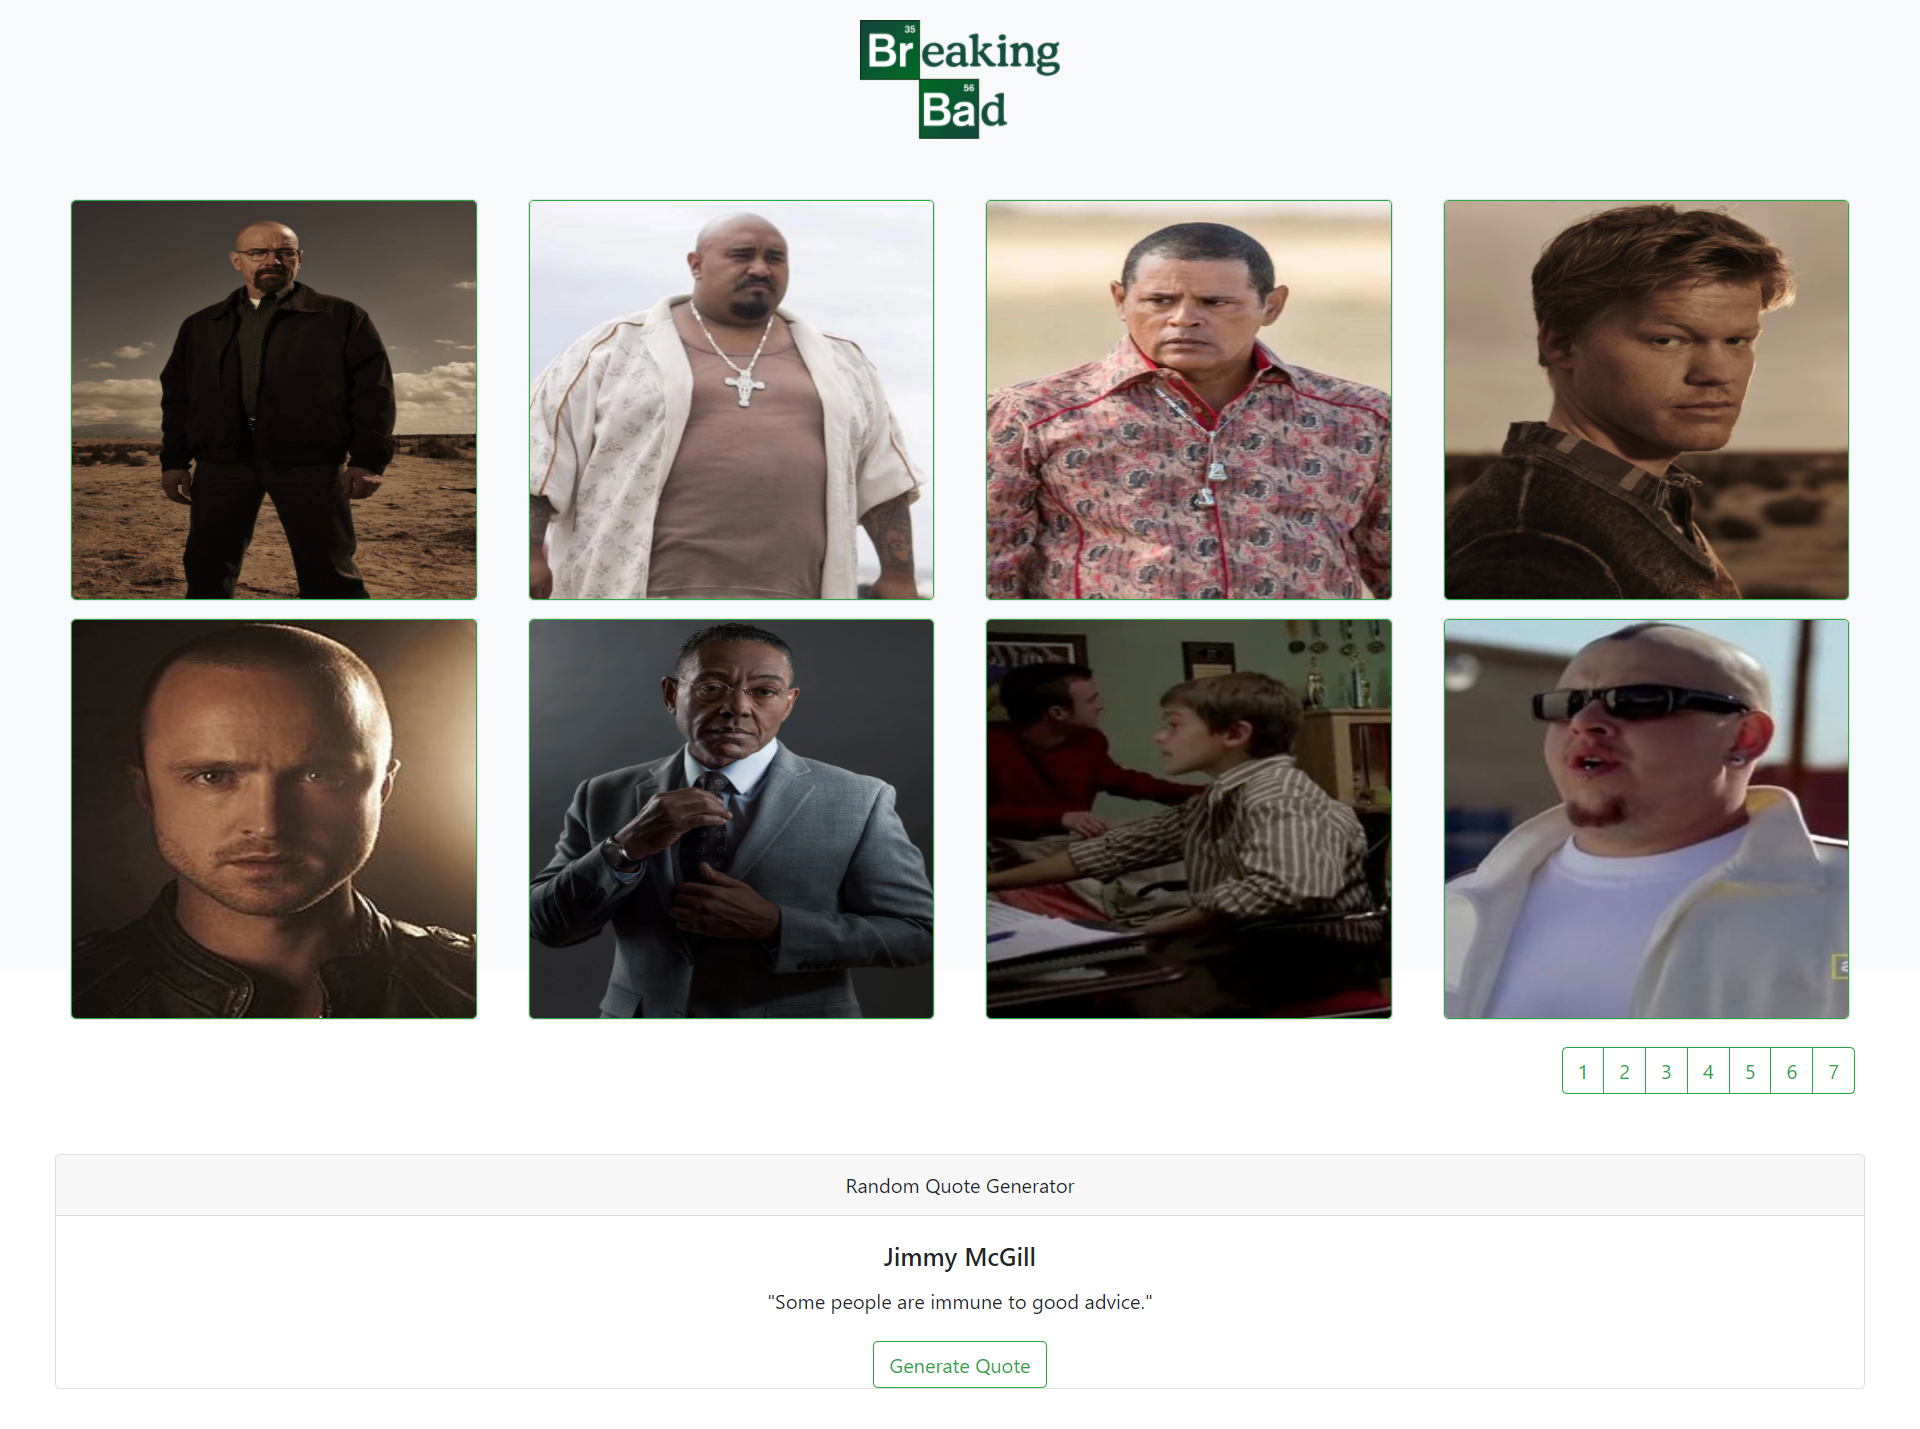 35
Breaking
56
Bad
1 2 3 4 5 6 7
Random Quote Generator
Jimmy McGill
"Some people are immune to good advice."
Generate Quote